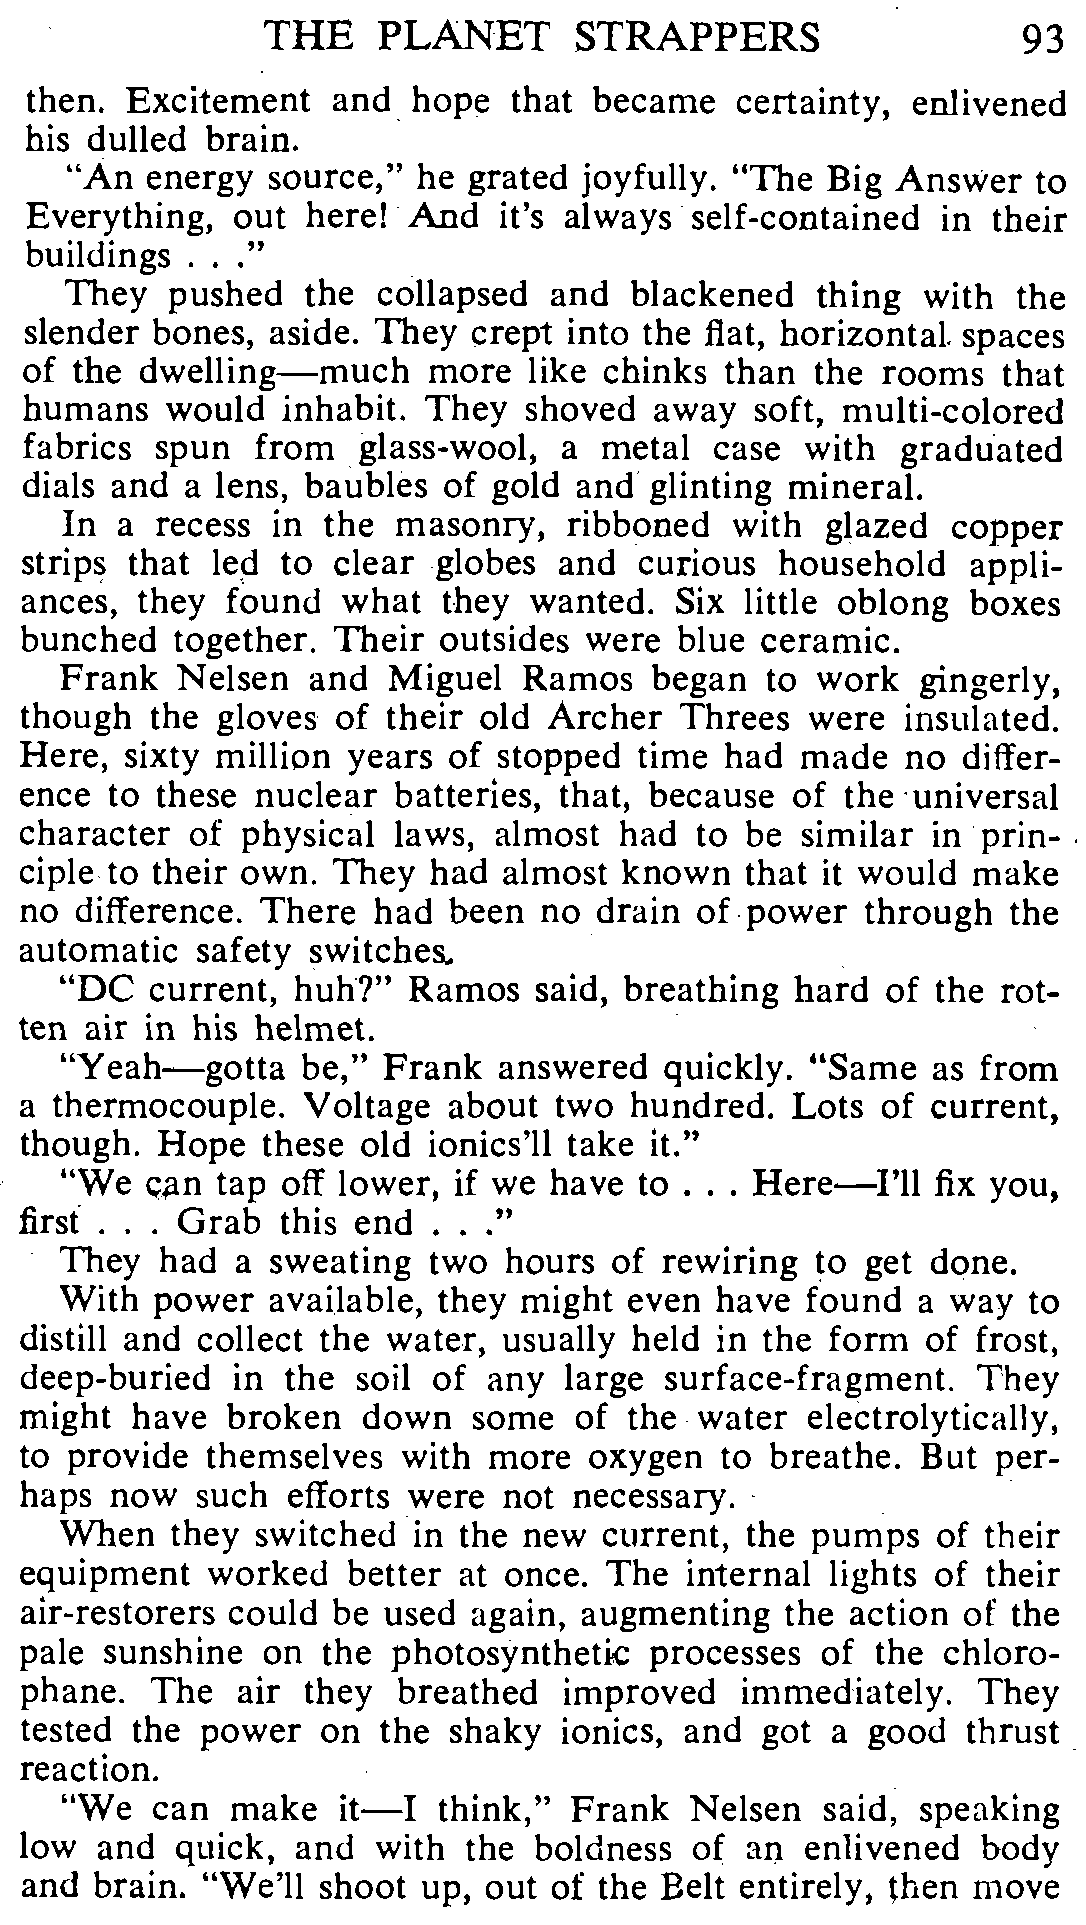 THE PLANET STRAPPERS 93
then. Excitement and hope that became certainty, enlivened
his dulled brain.
"An energy source," he grated joyfully. "The Big Answer to
Everything, out here! And it's always self-contained in their
buildings . . ."
They pushed the collapsed and blackened thing with the
slender bones, aside. They crept into the flat, horizontal spaces
of the dwelling—much more like chinks than the rooms that
humans would inhabit. They shoved away soft, multi-colored
fabrics spun from glass-wool, a metal case with graduated
dials and a lens, baubles of gold and glinting mineral.
In a recess in the masonry, ribboned with glazed copper
strips that led to clear globes and curious household appli-
ances, they found what they wanted. Six little oblong boxes
bunched together. Their outsides were blue ceramic.
Frank Nelsen and Miguel Ramos began to work gingerly,
though the gloves of their old Archer Threes were insulated.
Here, sixty million years of stopped time had made no differ-
ence to these nuclear batteries, that, because of the universal
character of physical laws, almost had to be similar in prin-
ciple to their own. They had almost known that it would make
no difference. There had been no drain of power through the
automatic safety switches.
"DC current, huh?" Ramos said, breathing hard of the rot-
ten air in his helmet.
"Yeah—gotta be," Frank answered quickly. "Same as from
a thermocouple. Voltage about two hundred. Lots of current,
though. Hope these old ionics'll take it."
"We can tap off lower, if we have to . . . Here—I'll fix you,
first . . . Grab this end . . ."
They had a sweating two hours of rewiring to get done.
With power available, they might even have found a way to
distill and collect the water, usually held in the form of frost,
deep-buried in the soil of any large surface-fragment. They
might have broken down some of the water electrolytically,
to provide themselves with more oxygen to breathe. But per-
haps now such efforts were not necessary.
When they switched in the new current, the pumps of their
equipment worked better at once. The internal lights of their
air-restorers could be used again, augmenting the action of the
pale sunshine on the photosynthetic processes of the chloro-
phane. The air they breathed improved immediately. They
tested the power on the shaky ionics, and got a good thrust
reaction.
"We can make it—I think," Frank Nelsen said, speaking
low and quick, and with the boldness of an enlivened body
and brain. "We'll shoot up, out of the Belt entirely, then move